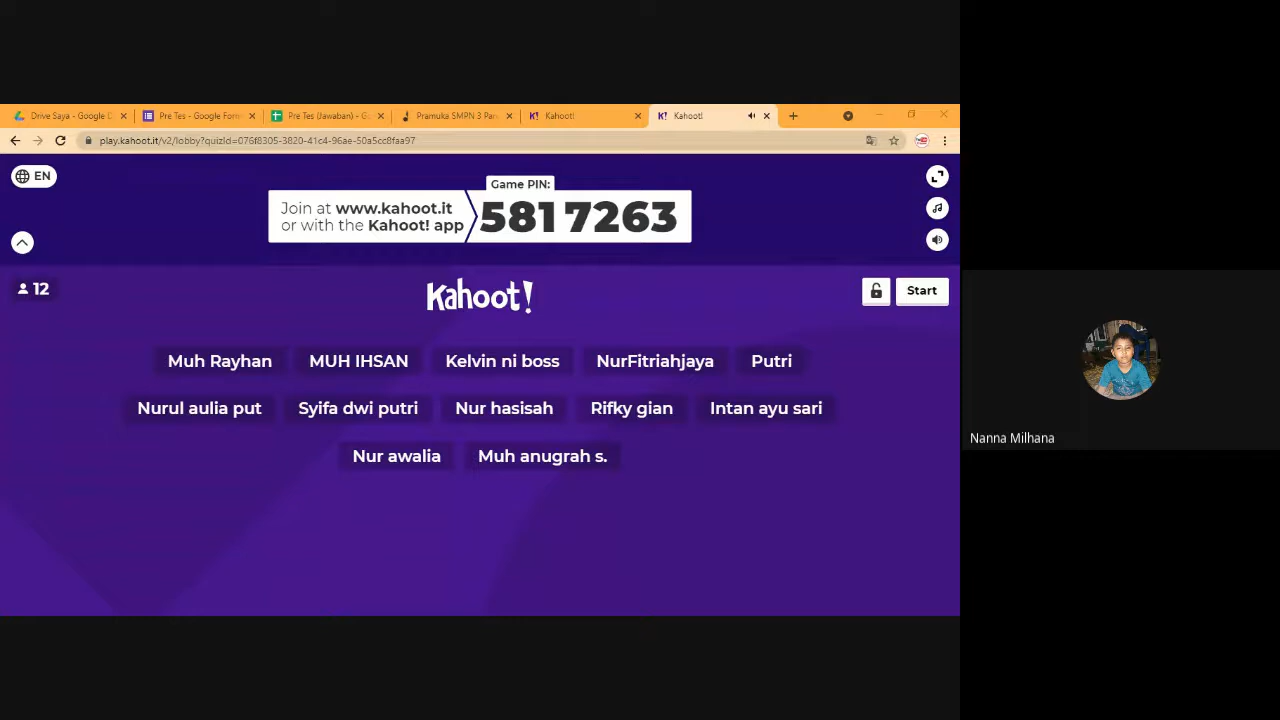 Drive Saya - Google D
Pre Tes - Google Form
Pre Tes (Jawaban) - Go
Pramuka SMPN 3 Pare
Kahoot!
Kahoot!
play.kahoot.it/v2/lobby?quizId=076f8305-3820-41c4-96ae-50a5cc8faa97
EN
Game PIN:
Join at www.kahoot.it
or with the Kahoot! app
581 7263
12
Kahoot!
Start
Muh Rayhan
MUH IHSAN
Kelvin ni boss
NurFitriahjaya
Putri
Nurul aulia put
Syifa dwi putri
Nur hasisah
Rifky gian
Intan ayu sari
Nur awalia
Muh anugrah s.
Nanna Milhana